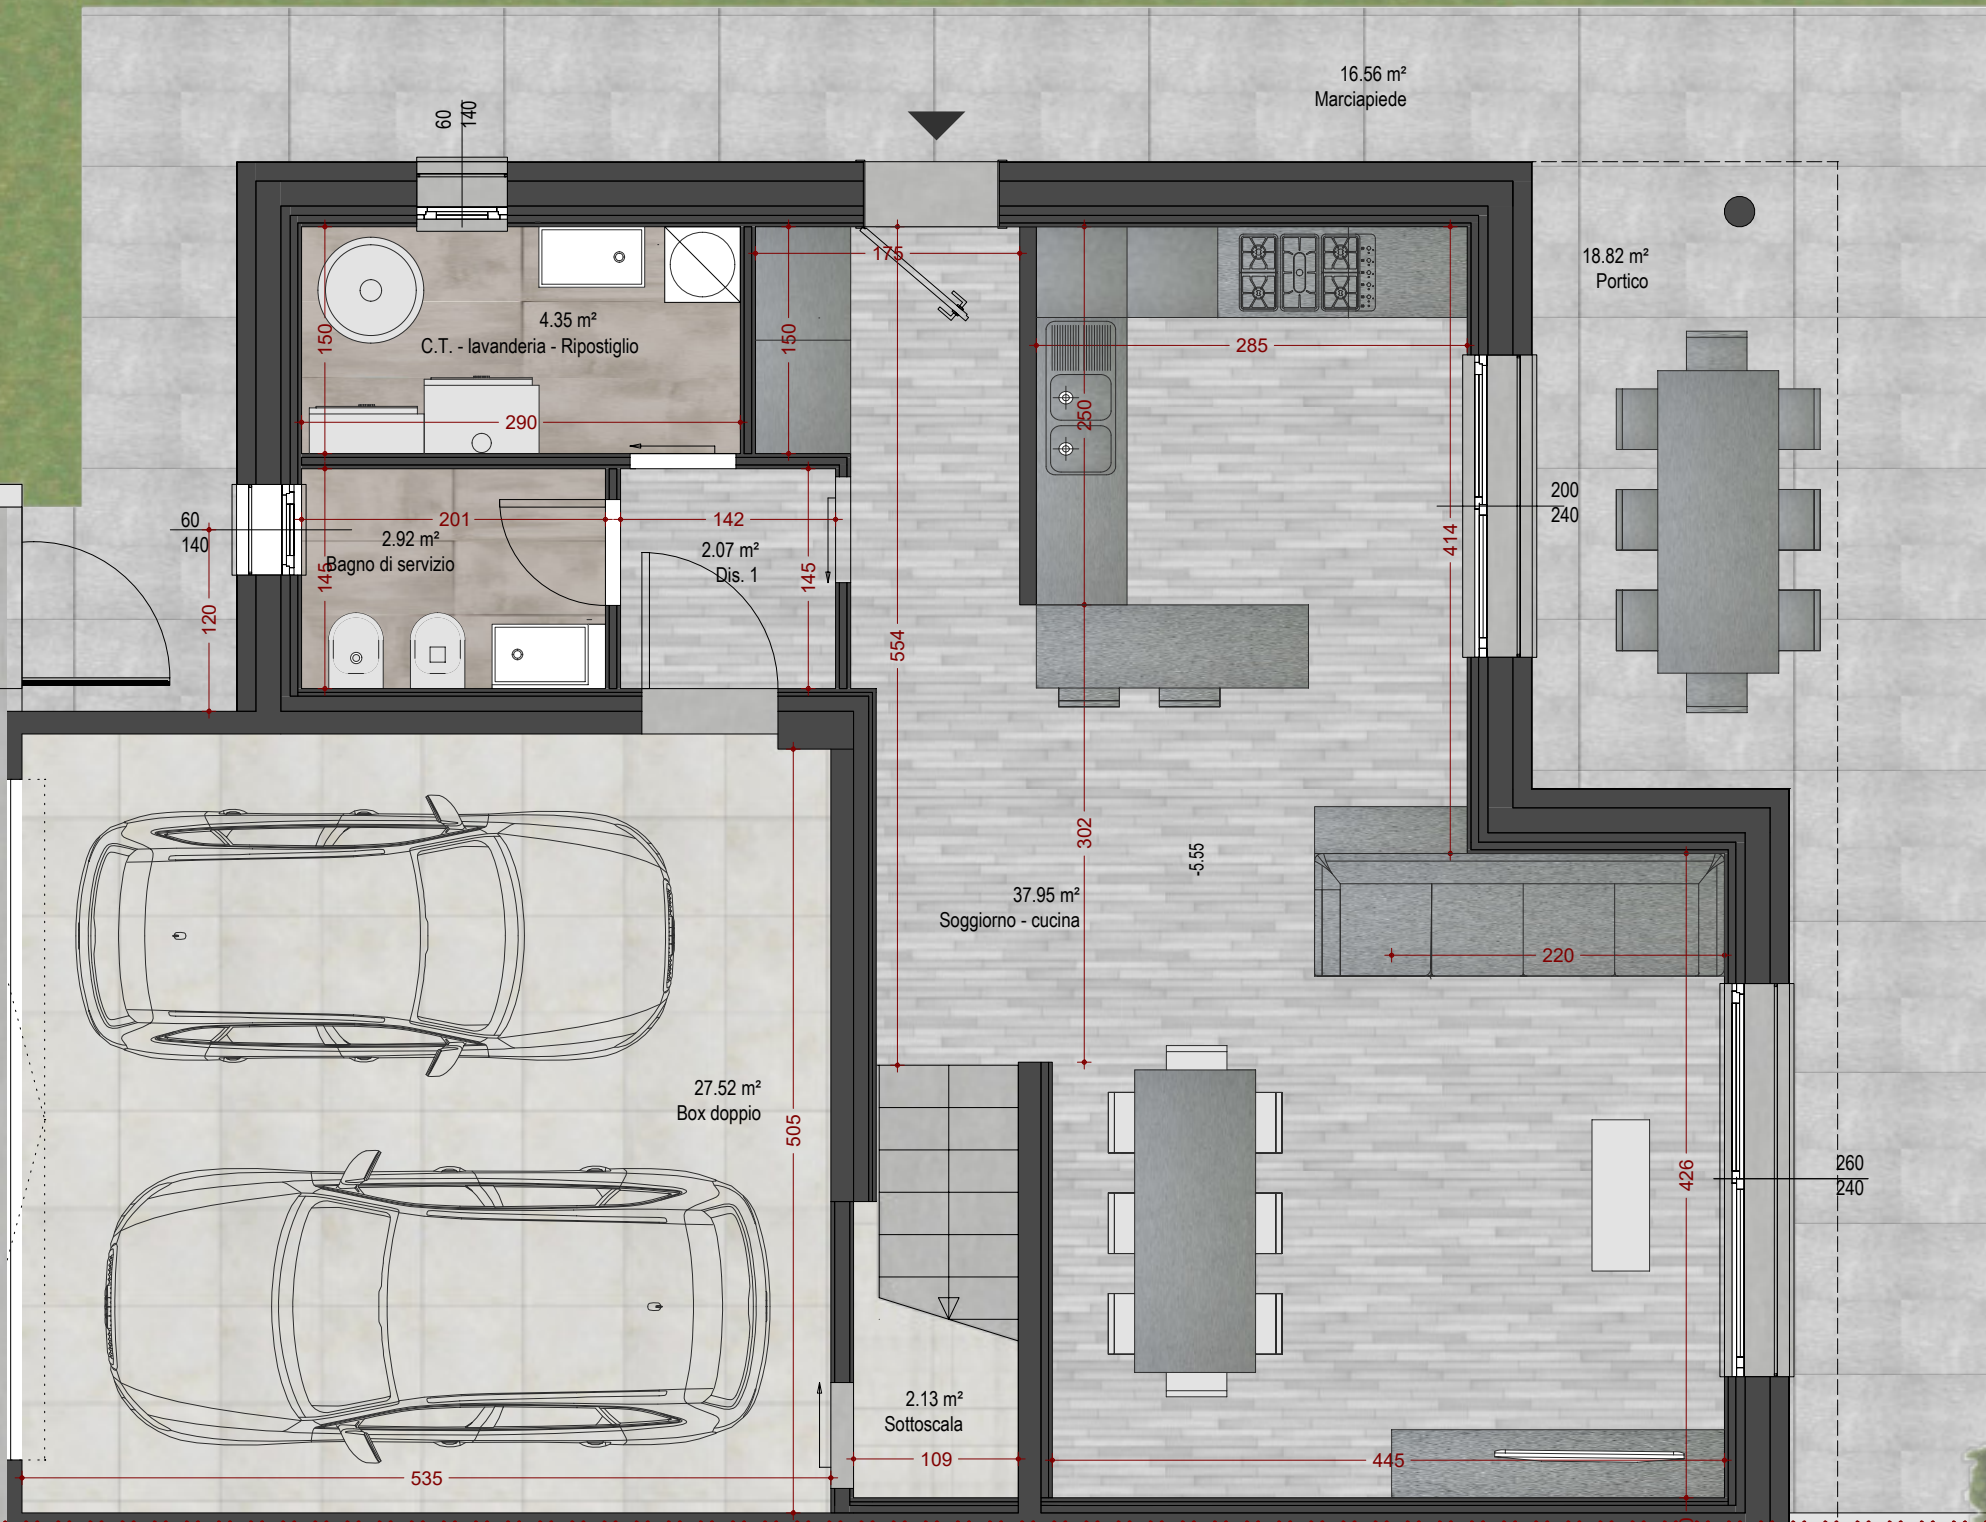 16.56 m²
Marciapiede
60
140
175
18.82 m²
Portico
4.35 m²
C.T. - lavanderia - Ripostiglio
150
150
285
290
250
200
240
60
140
201
142
414
2.92 m²
Bagno di servizio
2.07 m²
Dis. 1
145
145
120
554
302
-5.55
37.95 m²
Soggiorno - cucina
220
27.52 m²
Box doppio
505
426
260
240
2.13 m²
Sottoscala
109
445
535